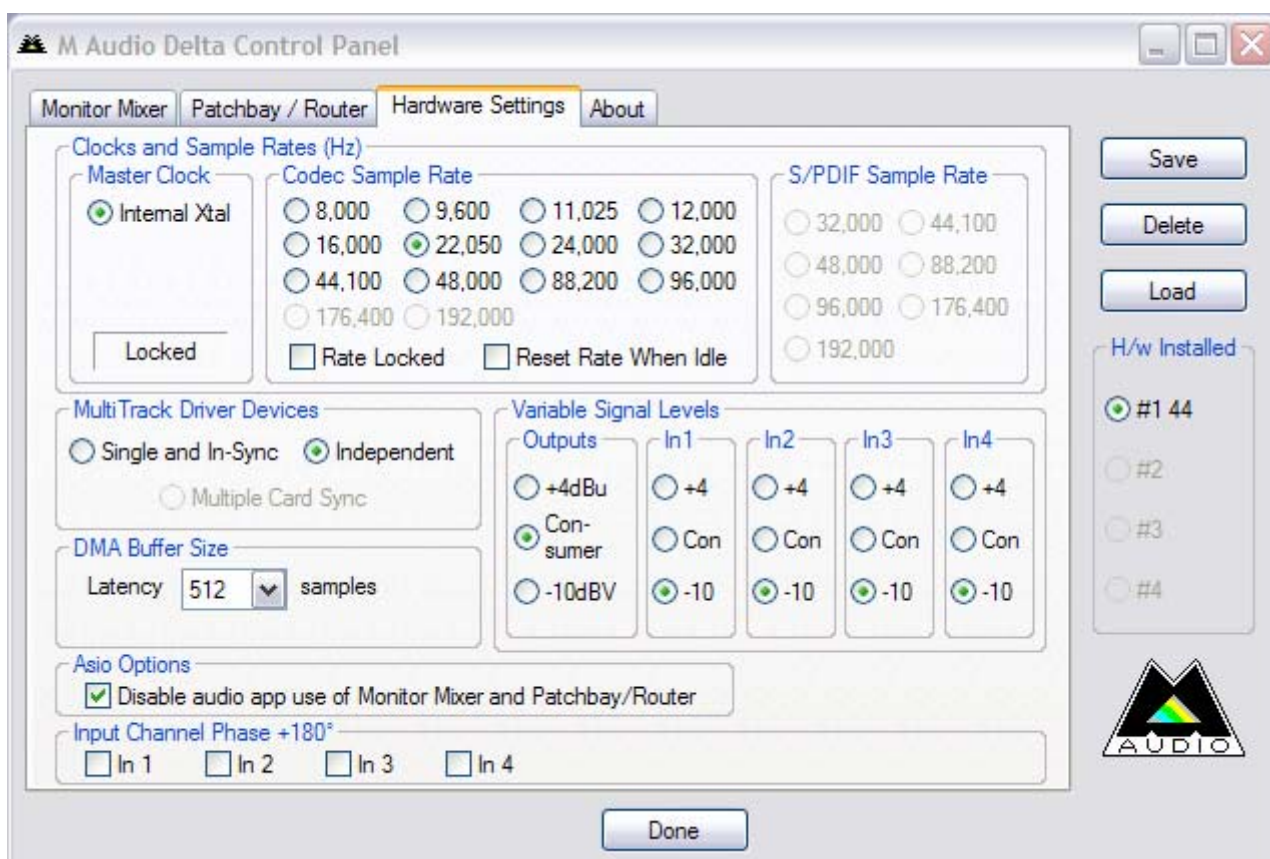 M Audio Delta Control Panel
Monitor Mixer Patchbay / Router Hardware Settings About
Clocks and Sample Rates (Hz)
Master Clock
Internal Xtal
Locked
Codec Sample Rate
8,000 9,600 11,025 12,000
16,000 22,050 24,000 32,000
44,100 48,000 88,200 96,000
176,400 192,000
Rate Locked Reset Rate When Idle
S/PDIF Sample Rate
32,000 44,100
48,000 88,200
96,000 176,400
192,000
MultiTrack Driver Devices
Single and In-Sync Independent
Multiple Card Sync
DMA Buffer Size
Latency 512 samples
Variable Signal Levels
Outputs In1 In2 In3 In4
+4dBu +4 +4 +4 +4
Con-
sumer Con Con Con Con
-10dBV -10 -10 -10 -10
Asio Options
Disable audio app use of Monitor Mixer and Patchbay/Router
Input Channel Phase +180°
In 1 In 2 In 3 In 4
Save
Delete
Load
H/w Installed
#1 44
#2
#3
#4
AUDIO
Done